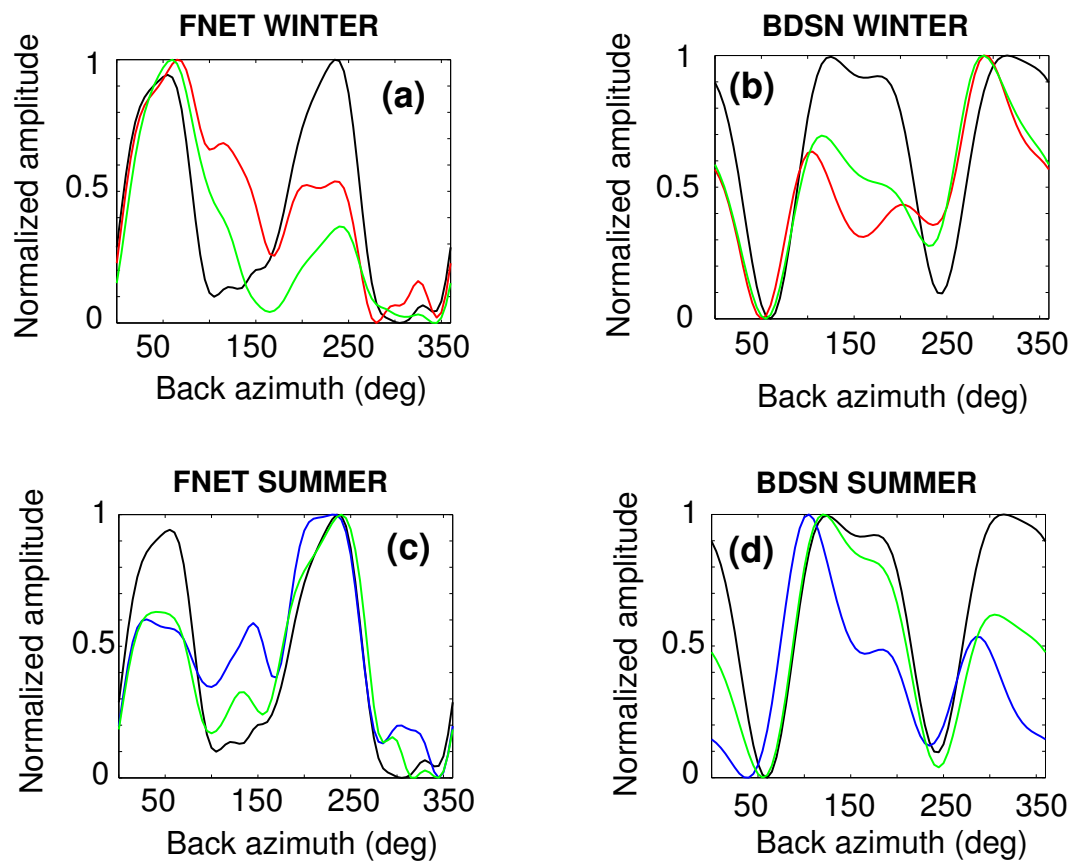 FNET WINTER
BDSN WINTER
(a)
(b)
Normalized amplitude
Normalized amplitude
1
0.5
0
1
0.5
0
50 150 250 350
50 150 250 350
Back azimuth (deg)
Back azimuth (deg)
FNET SUMMER
BDSN SUMMER
(c)
(d)
Normalized amplitude
Normalized amplitude
1
0.5
0
1
0.5
0
50 150 250 350
50 150 250 350
Back azimuth (deg)
Back azimuth (deg)